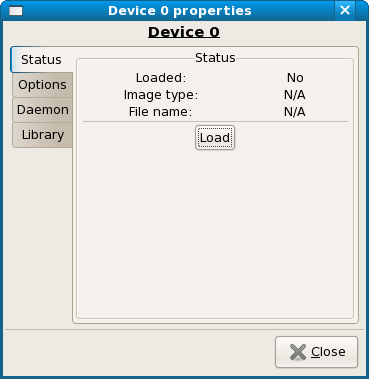 Device 0 properties
Device 0
Status
Options
Daemon
Library
Status
Loaded: No
Image type: N/A
File name: N/A
Load
Close